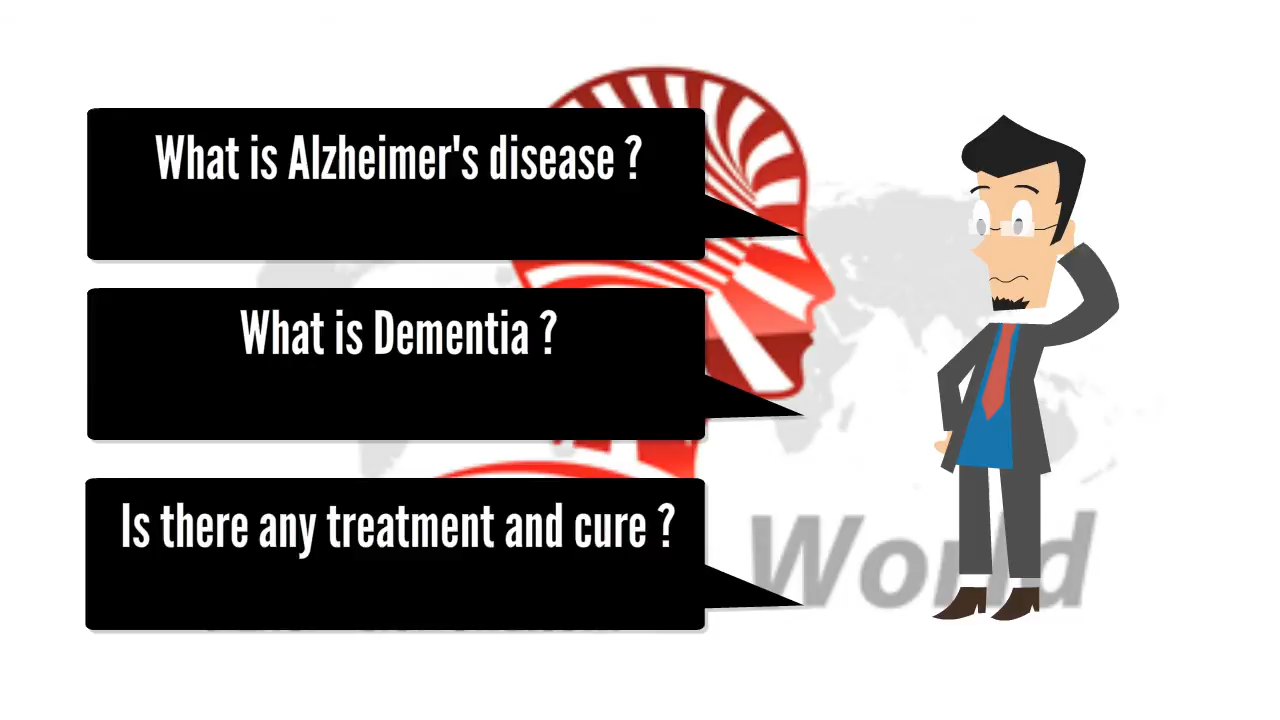 What is Alzheimer's disease ?
What is Dementia ?
Is there any treatment and cure ?
World